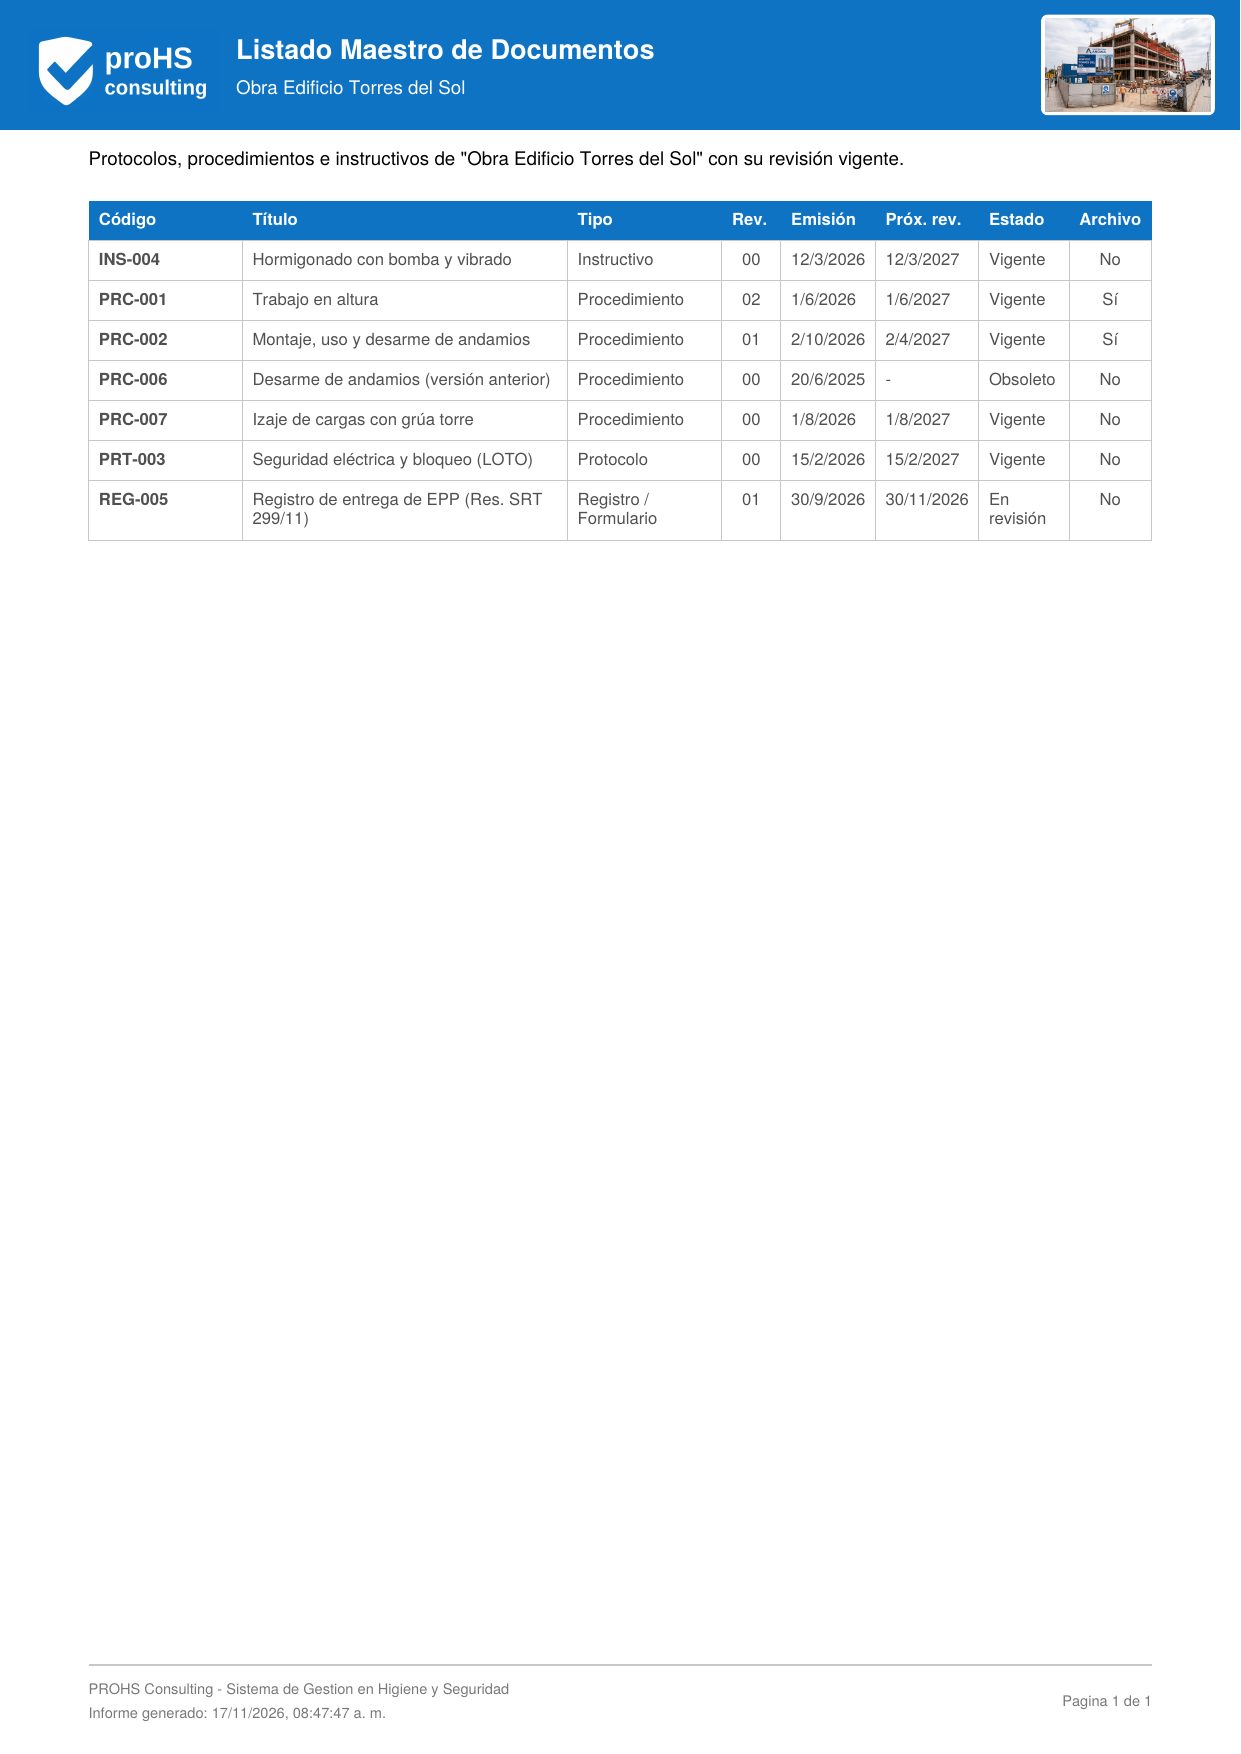 proHS
consulting
Listado Maestro de Documentos
Obra Edificio Torres del Sol
Protocolos, procedimientos e instructivos de "Obra Edificio Torres del Sol" con su revisión vigente.
Código Título Tipo Rev. Emisión Próx. rev. Estado Archivo
INS-004 Hormigonado con bomba y vibrado Instructivo 00 12/3/2026 12/3/2027 Vigente No
PRC-001 Trabajo en altura Procedimiento 02 1/6/2026 1/6/2027 Vigente Sí
PRC-002 Montaje, uso y desarme de andamios Procedimiento 01 2/10/2026 2/4/2027 Vigente Sí
PRC-006 Desarme de andamios (versión anterior) Procedimiento 00 20/6/2025 - Obsoleto No
PRC-007 Izaje de cargas con grúa torre Procedimiento 00 1/8/2026 1/8/2027 Vigente No
PRT-003 Seguridad eléctrica y bloqueo (LOTO) Protocolo 00 15/2/2026 15/2/2027 Vigente No
REG-005 Registro de entrega de EPP (Res. SRT Registro / 01 30/9/2026 30/11/2026 En No
299/11) Formulario revisión
PROHS Consulting - Sistema de Gestion en Higiene y Seguridad
Informe generado: 17/11/2026, 08:47:47 a. m.
Pagina 1 de 1